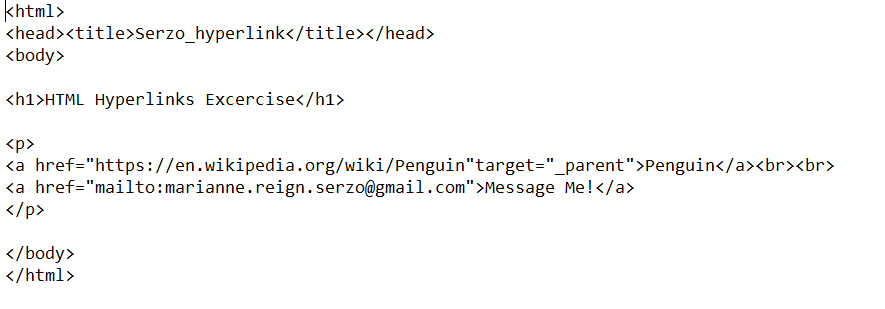 <html>
<head><title>Serzo_hyperlink</title></head>
<body>
<h1>HTML Hyperlinks Excercise</h1>
<p>
<a href="https://en.wikipedia.org/wiki/Penguin"target="_parent">Penguin</a><br><br>
<a href="mailto:marianne.reign.serzo@gmail.com">Message Me!</a>
</p>
</body>
</html>